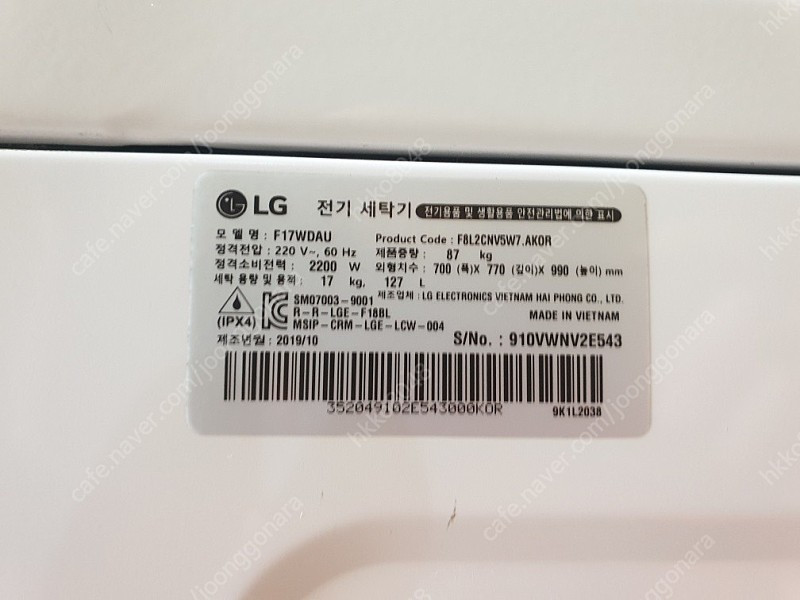 LG 전기 세탁기 전기용품 및 생활용품 안전관리법에 의한 표시
모 델 명 : F17WDAU Product Code : F8L2CNV5W7.AKOR
정격전압 : 220 V~, 60 Hz 제품중량 : 87 kg
정격소비전력 : 2200 W 외형치수 : 700 (폭)X 770 (깊이)X 990 (높이) mm
세탁 용량 및 용적 : 17 kg, 127 L
제조업체 : LG ELECTRONICS VIETNAM HAI PHONG CO., LTD.
SM07003-9001
R-R-LGE-F18BL
MADE IN VIETNAM
(IPX4)
MSIP-CRM-LGE-LCW-004
제조년월 : 2019/10 S/No. : 910VWNV2E543
352049102E543000KOR 9K1L2038
cafe.naver.com/joonggonara
hkko8848